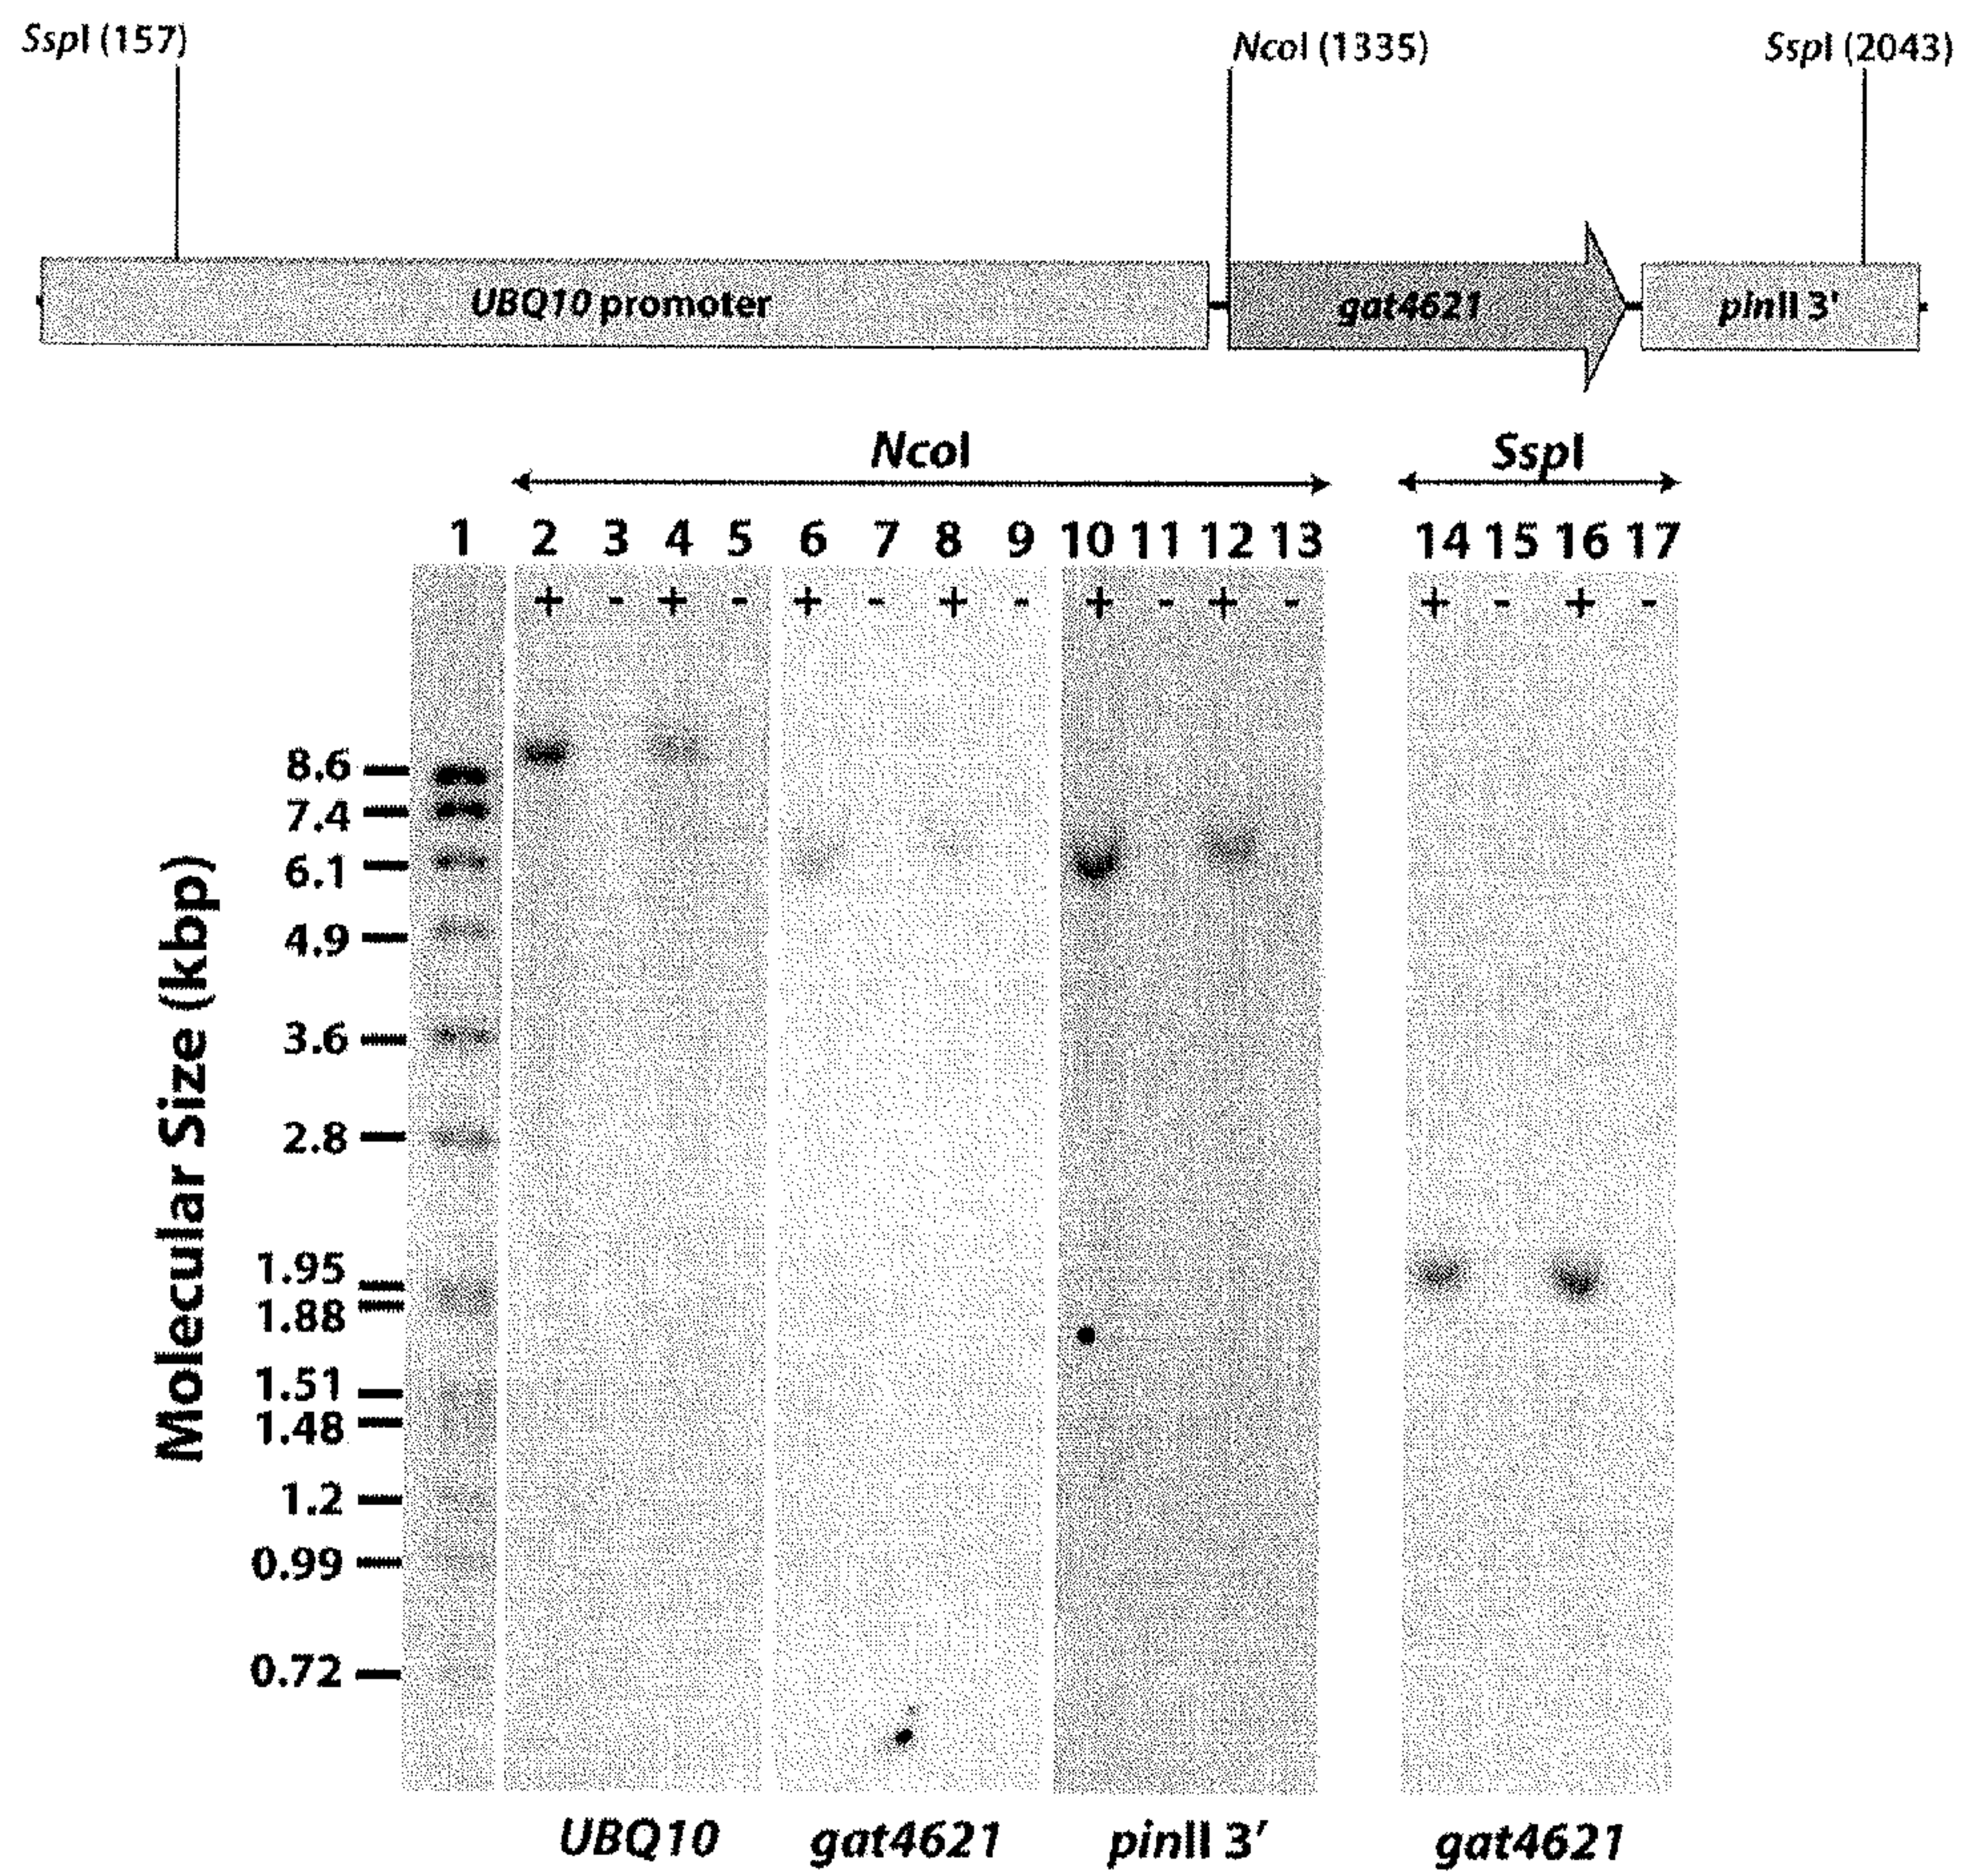 SspI (157)
NcoI (1335)
SspI (2043)
UBQ10 promoter
gat4621
pinII 3'
NcoI
SspI
1 2 3 4 5 6 7 8 9 10 11 12 13 14 15 16 17
+ - + - + - + - + - + - + - + -
8.6
7.4
6.1
4.9
3.6
2.8
1.95
1.88
1.51
1.48
1.2
0.99
0.72
Molecular Size (kbp)
UBQ10
gat4621
pinII 3′
gat4621